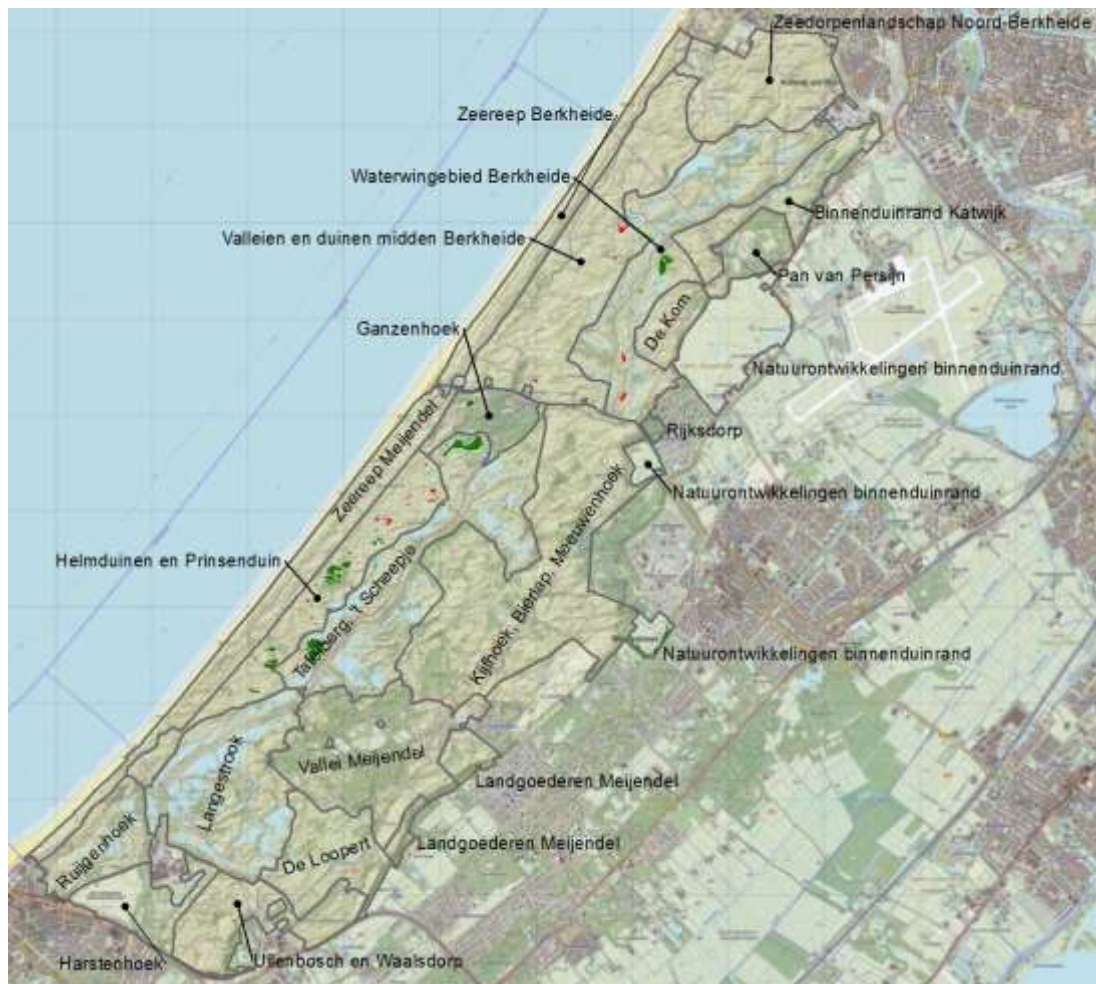 Zeedorpenlandschap Noord-Berkheide
Zeereep Berkheide
Waterwingebied Berkheide
Binnenduinrand Katwijk
Valleien en duinen midden Berkheide
Pan van Persijn
De Kom
Ganzenhoek
Natuurontwikkelingen binnenduinrand
Rijksdorp
Zeereep Meijendel
Natuurontwikkelingen binnenduinrand
Helmduinen en Prinsenduin
Tafelberg, 't Scheepje
Kijfhoek, Bierlap, Meeuwenhoek
Natuurontwikkelingen binnenduinrand
Langestrook
Vallei Meijendel
Landgoederen Meijendel
Ruijgenhoek
De Loopert
Landgoederen Meijendel
Harstenhoek
Uilenbosch en Waalsdorp